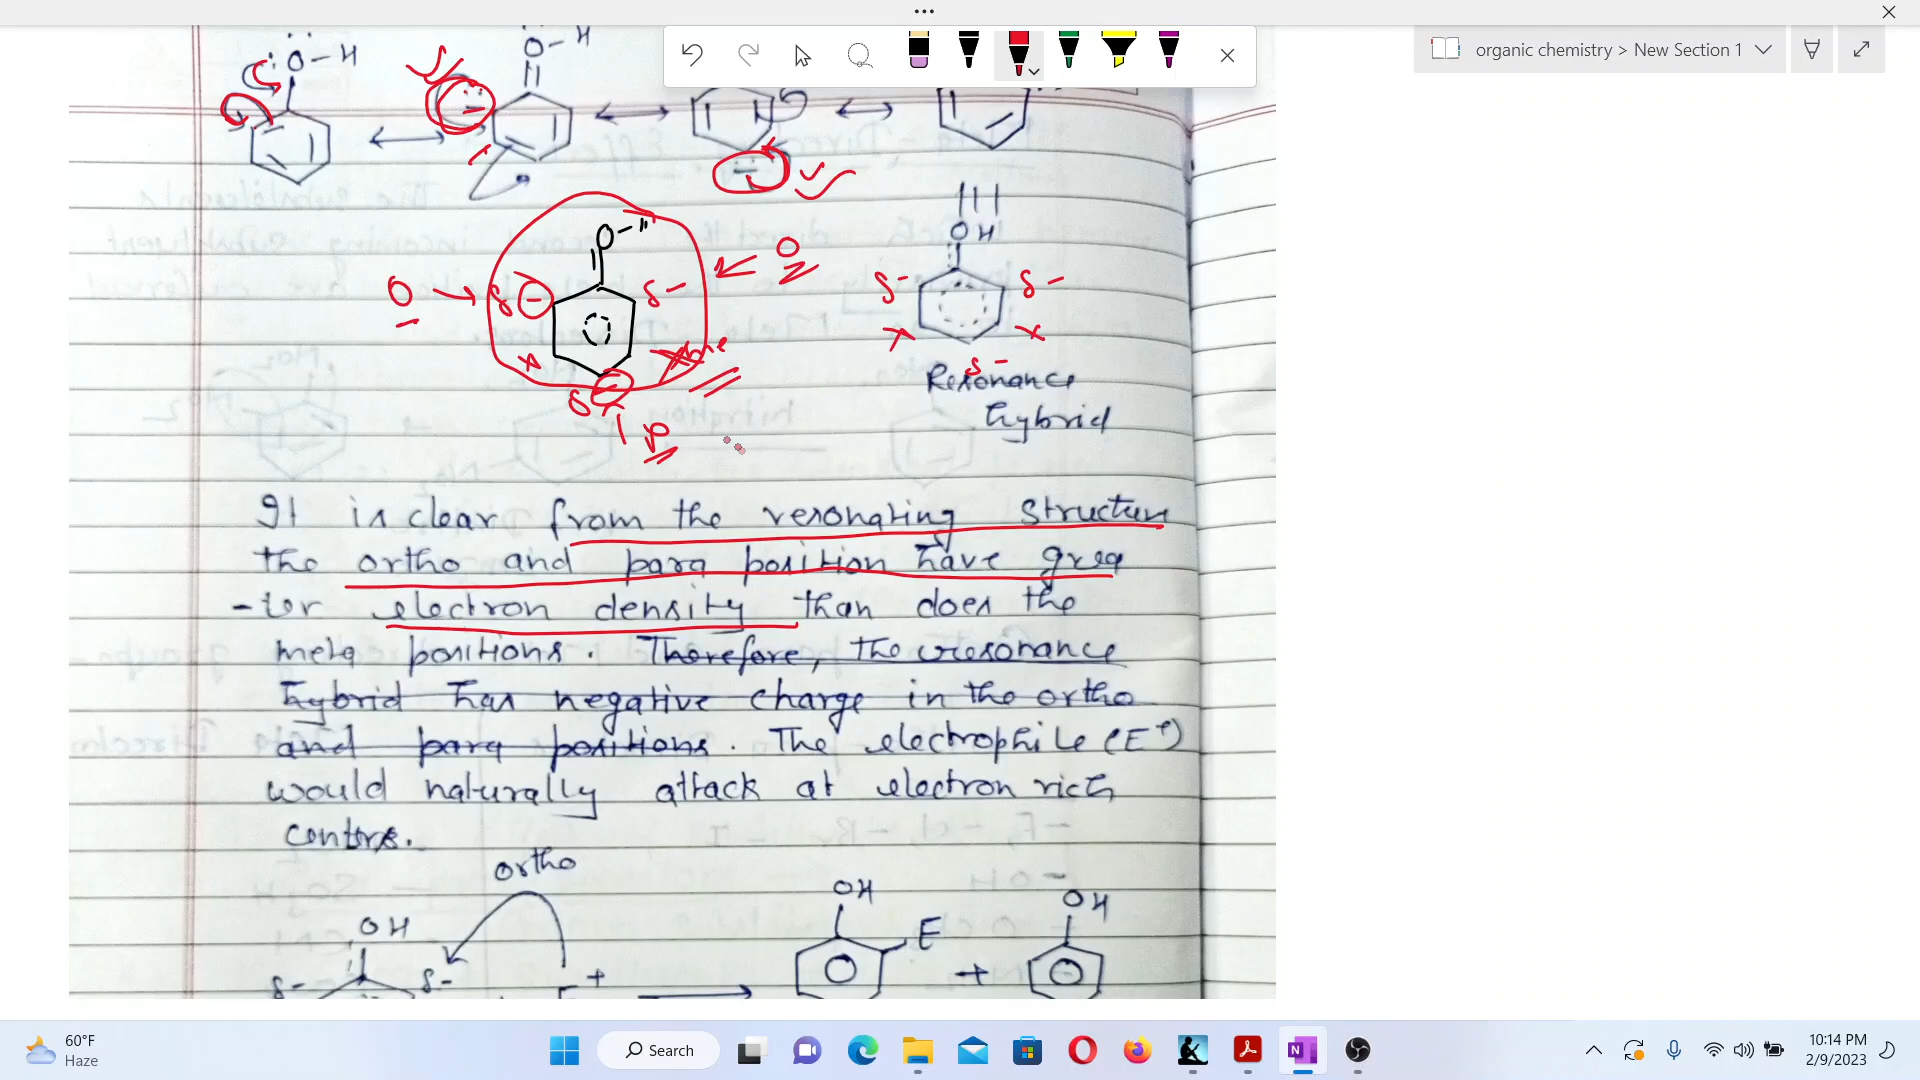 organic chemistry > New Section 1
O-H
O-H
O-H
O
δ-
δ-
O
OH
δ-
δ-
δ-
δ-
P
Resonance
hybrid
It is clear from the resonating structure
the ortho and para position have grea
-ter electron density than does the
meta positions. Therefore, the resonance
hybrid has negative charge in the ortho
and para positions. The electrophile (E+)
would naturally attack at electron rich
centers.
ortho
OH
OH
OH
E
δ-
δ-
E+
+
60°F
Haze
Search
10:14 PM
2/9/2023